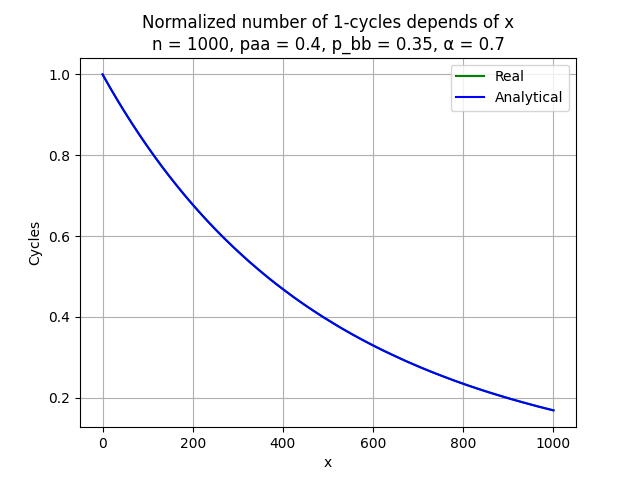 Normalized number of 1-cycles depends of x
n = 1000, paa = 0.4, p_bb = 0.35, α = 0.7
Real
Analytical
1.0
0.8
0.6
0.4
0.2
Cycles
0
200
400
600
800
1000
x